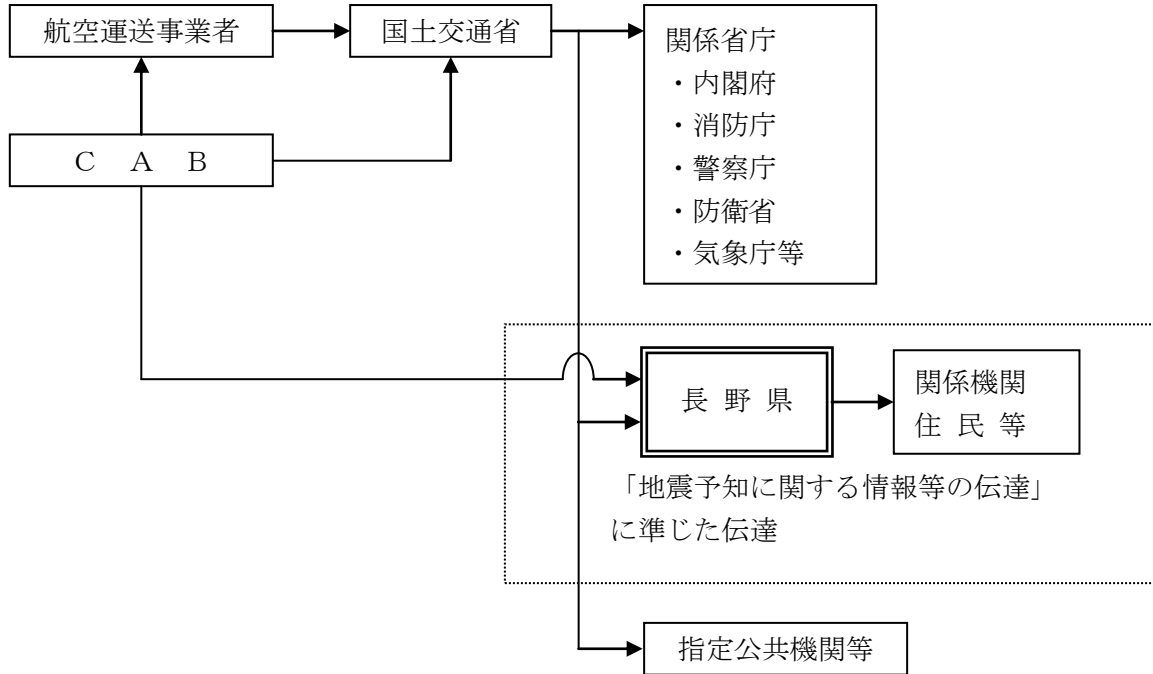 航空運送事業者
国土交通省
関係省庁
・内閣府
・消防庁
・警察庁
・防衛省
・気象庁等
C A B
長 野 県
関係機関
住 民 等
「地震予知に関する情報等の伝達」
に準じた伝達
指定公共機関等